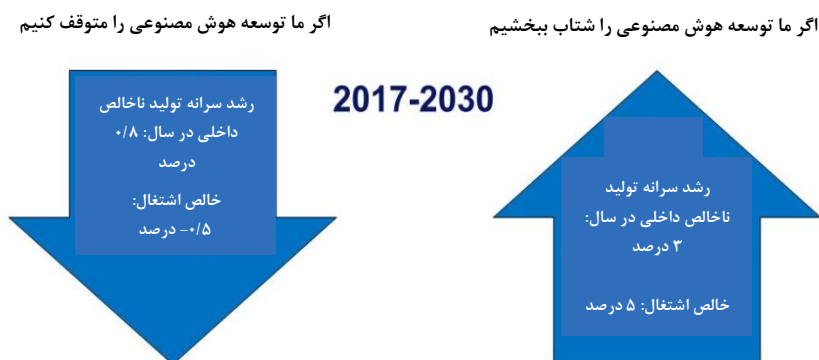 اگر ما توسعه هوش مصنوعی را شتاب ببخشیم
اگر ما توسعه هوش مصنوعی را متوقف کنیم
2017-2030
رشد سرانه تولید
ناخالص داخلی در سال:
۳ درصد
خالص اشتغال: ۵ درصد
رشد سرانه تولید ناخالص
داخلی در سال: ۰/۸
درصد
خالص اشتغال:
۰/۵- درصد